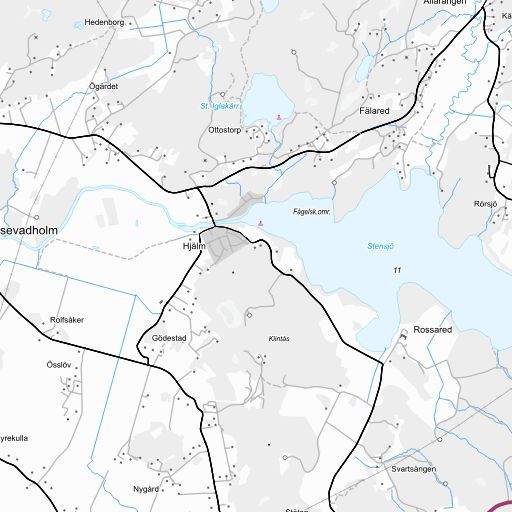 Allarängen
Hedenborg
Ögärdet
St. Iglakärr
Fälared
Ottostorp
Rörsjö
Fågelsk.omr.
sevadholm
Hjälm
Stensjö
11
Rolfsåker
Rossared
Gödestad
Klintås
Össlöv
yrekulla
Svartsängen
Nygård